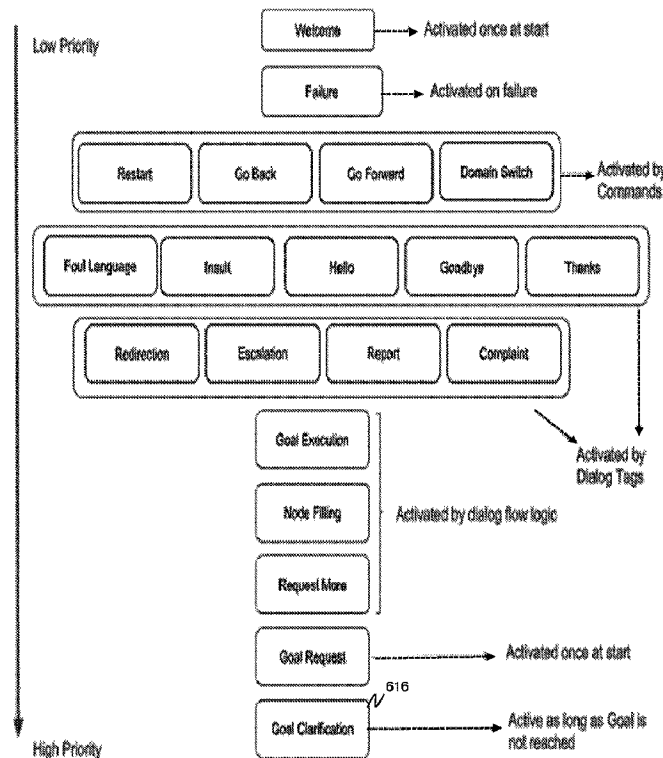 Low Priority
Welcome
Activated once at start
Failure
Activated on failure
Restart
Go Back
Go Forward
Domain Switch
Activated by
Commands
Foul Language
Insult
Hello
Goodbye
Thanks
Redirection
Escalation
Report
Complaint
Activated by
Dialog Tags
Goal Execution
Node Filling
Request More
Activated by dialog flow logic
Goal Request
Activated once at start
616
Goal Clarification
Active as long as Goal is
not reached
High Priority